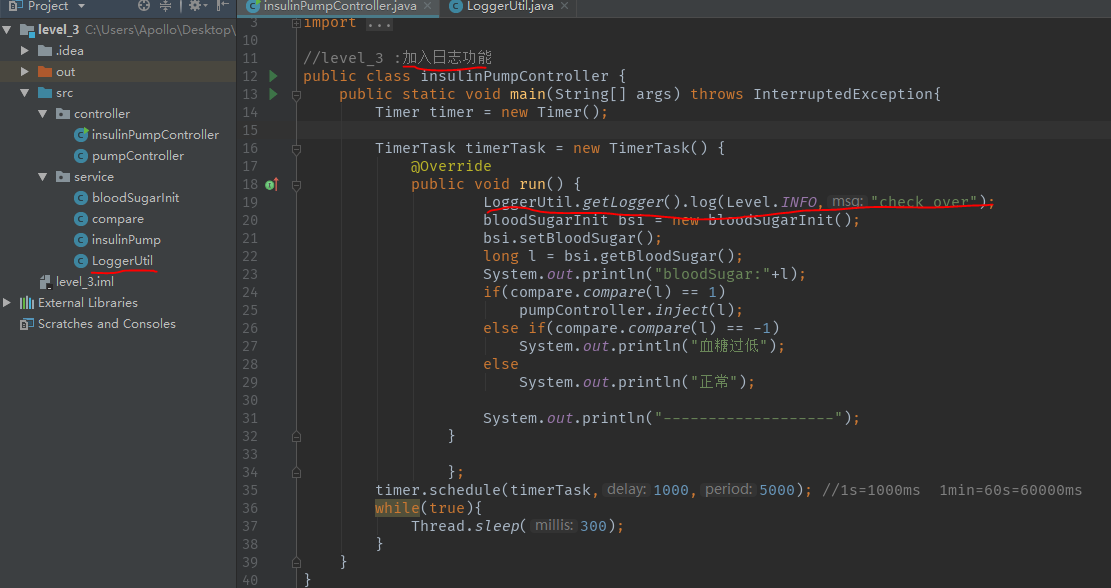 Project
insulinPumpController.java
LoggerUtil.java
level_3 C:\Users\Apollo\Desktop\
.idea
out
src
controller
insulinPumpController
pumpController
service
bloodSugarInit
compare
insulinPump
LoggerUtil
level_3.iml
External Libraries
Scratches and Consoles
3 import ...
10
11 //level_3 :加入日志功能
12 public class insulinPumpController {
13 public static void main(String[] args) throws InterruptedException{
14 Timer timer = new Timer();
15
16 TimerTask timerTask = new TimerTask() {
17 @Override
18 public void run() {
19 LoggerUtil.getLogger().log(Level.INFO, msg: "check over");
20 bloodSugarInit bsi = new bloodSugarInit();
21 bsi.setBloodSugar();
22 long l = bsi.getBloodSugar();
23 System.out.println("bloodSugar:"+l);
24 if(compare.compare(l) == 1)
25 pumpController.inject(l);
26 else if(compare.compare(l) == -1)
27 System.out.println("血糖过低");
28 else
29 System.out.println("正常");
30
31 System.out.println("-------------------");
32 }
33
34 };
35 timer.schedule(timerTask, delay: 1000, period: 5000); //1s=1000ms 1min=60s=60000ms
36 while(true){
37 Thread.sleep( millis: 300);
38 }
39 }
40 }